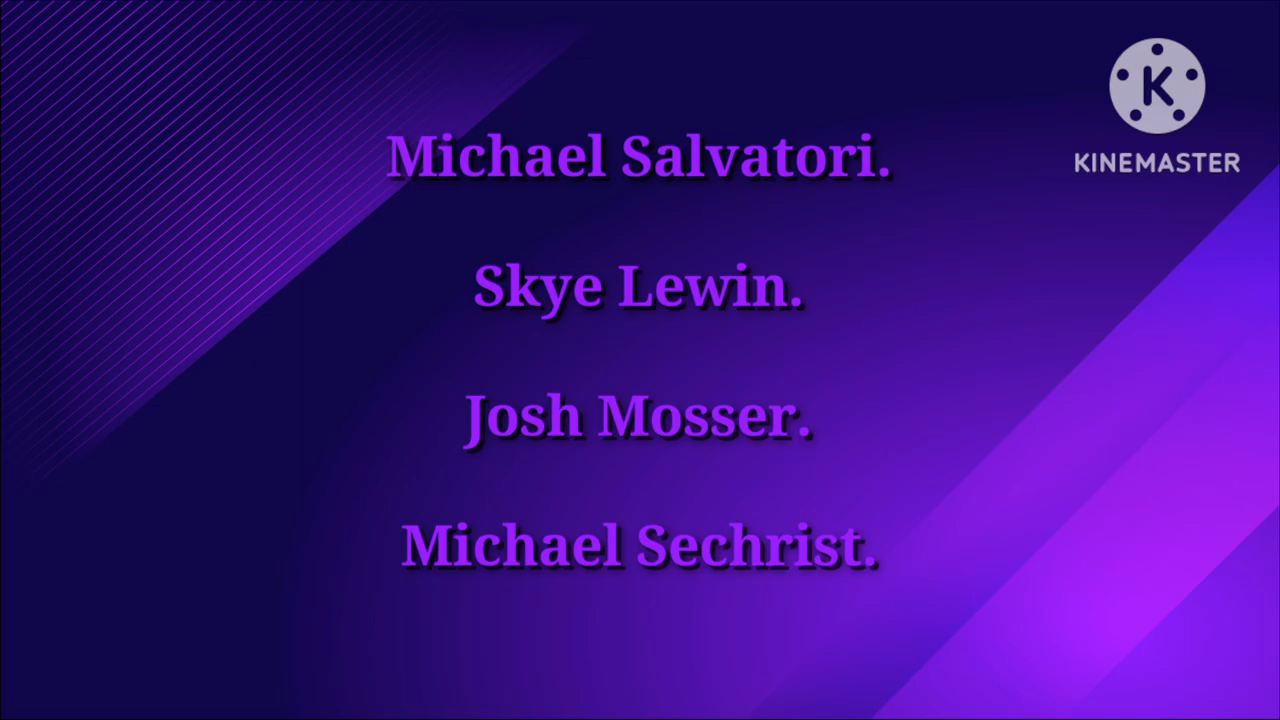 Michael Salvatori.
Skye Lewin.
Josh Mosser.
Michael Sechrist.
K
KINEMASTER